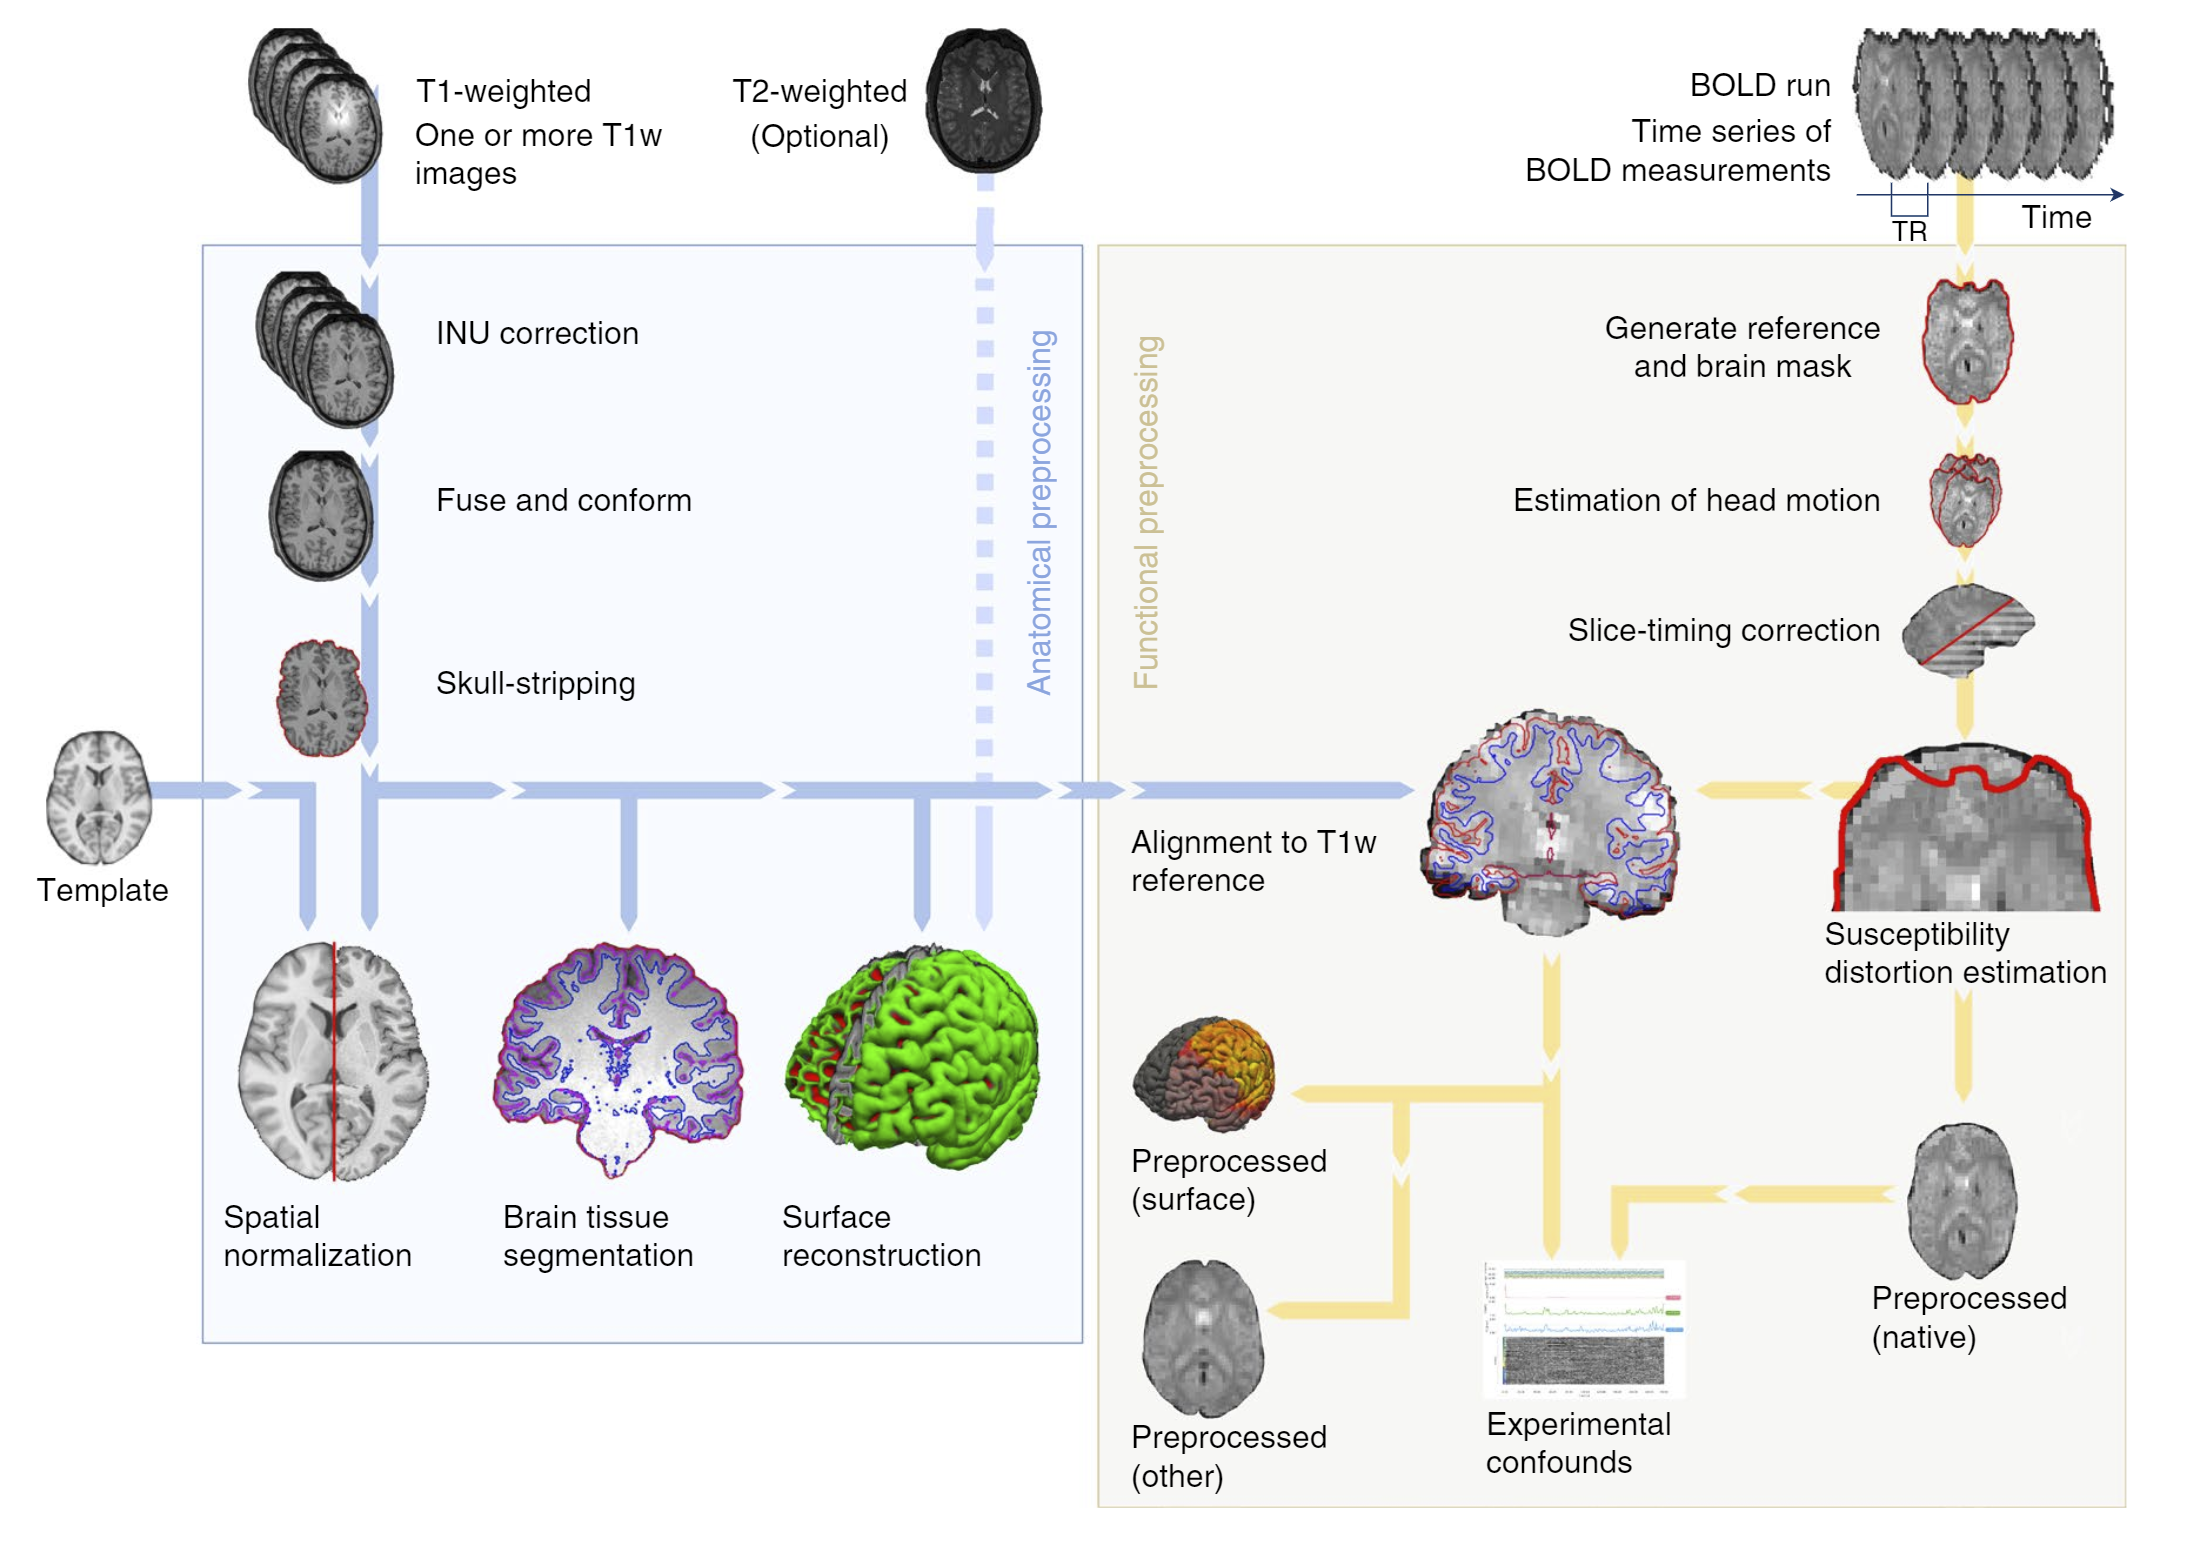 T1-weighted
One or more T1w
images
T2-weighted
(Optional)
BOLD run
Time series of
BOLD measurements
TR
Time
INU correction
Fuse and conform
Skull-stripping
Anatomical preprocessing
Functional preprocessing
Generate reference
and brain mask
Estimation of head motion
Slice-timing correction
Template
Alignment to T1w
reference
Susceptibility
distortion estimation
Spatial
normalization
Brain tissue
segmentation
Surface
reconstruction
Preprocessed
(surface)
Preprocessed
(other)
Experimental
confounds
Preprocessed
(native)